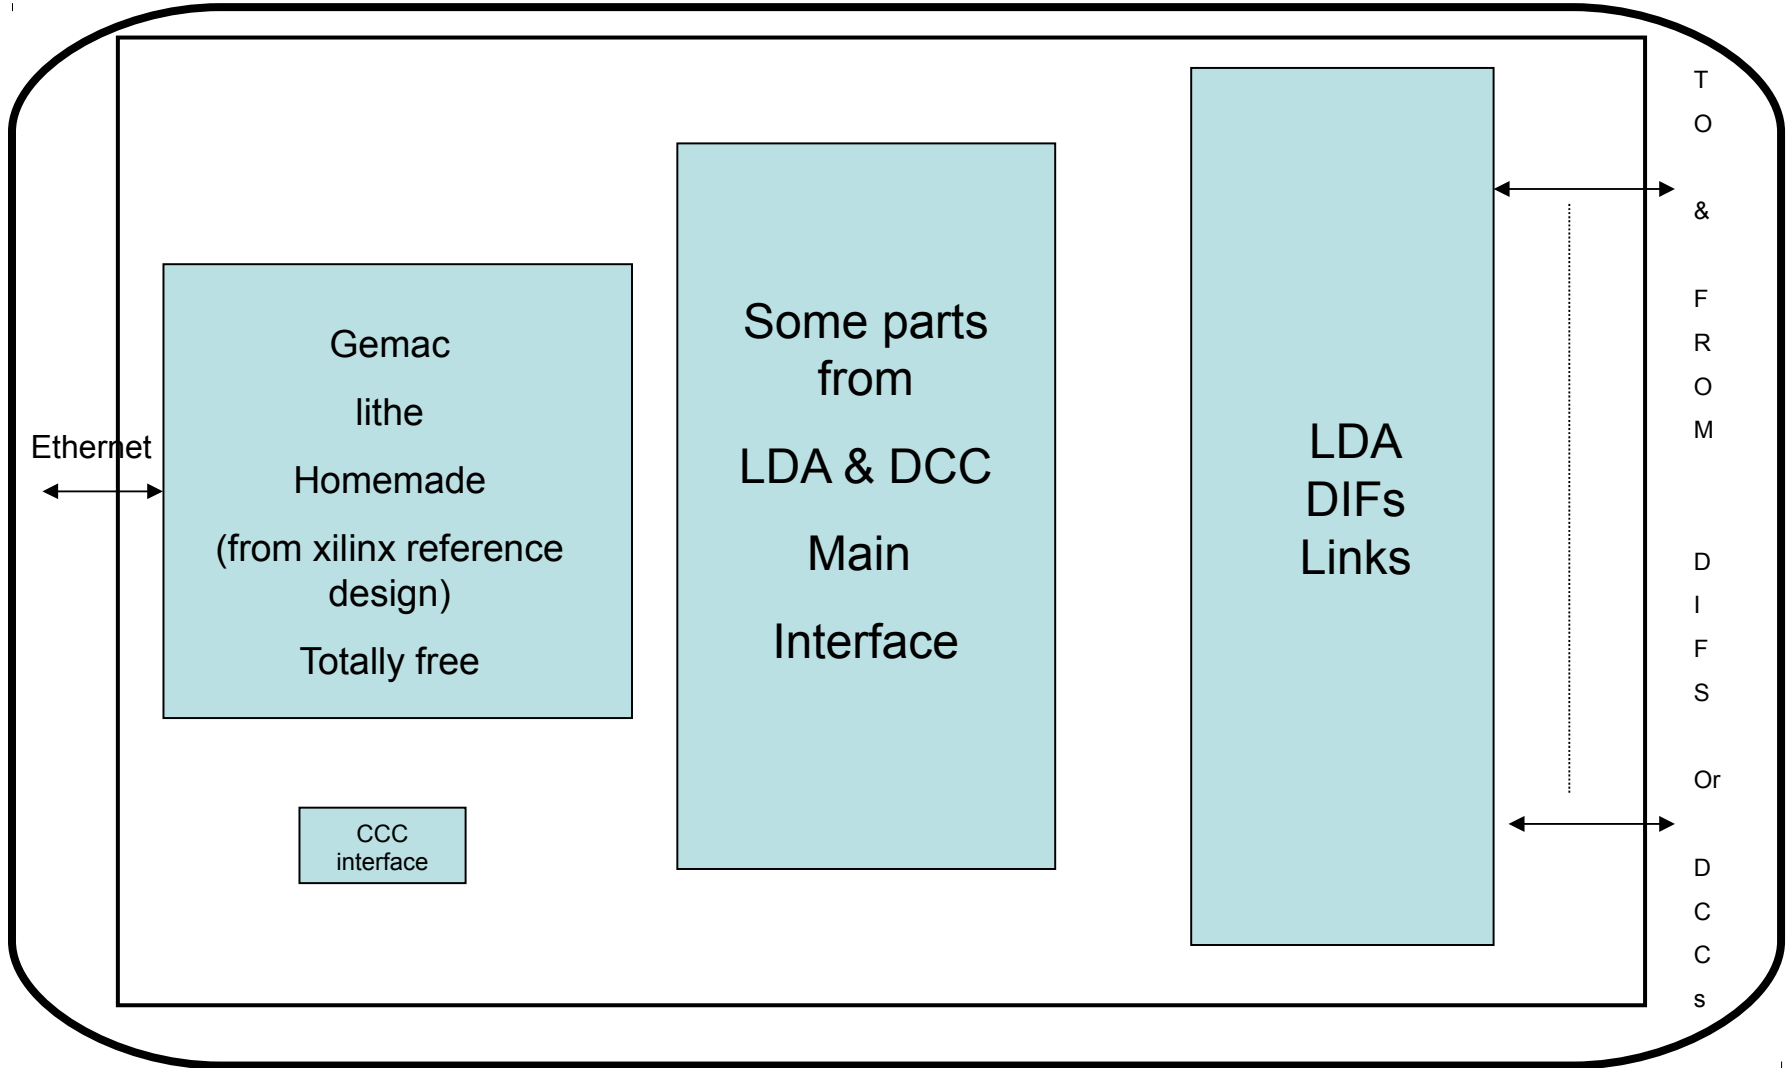 Ethernet
Gemac
lithe
Homemade
(from xilinx reference
design)
Totally free
CCC
interface
Some parts
from
LDA & DCC
Main
Interface
LDA
DIFs
Links
T
O
&
F
R
O
M
D
I
F
S
Or
D
C
C
s